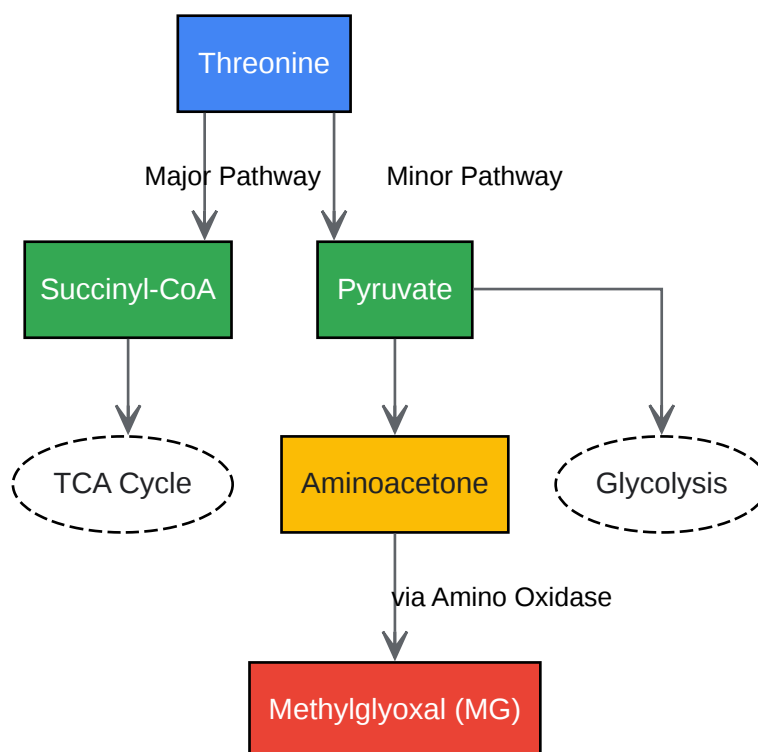 Threonine
Major Pathway
Minor Pathway
Succinyl-CoA
Pyruvate
TCA Cycle
Aminoacetone
Glycolysis
via Amino Oxidase
Methylglyoxal (MG)